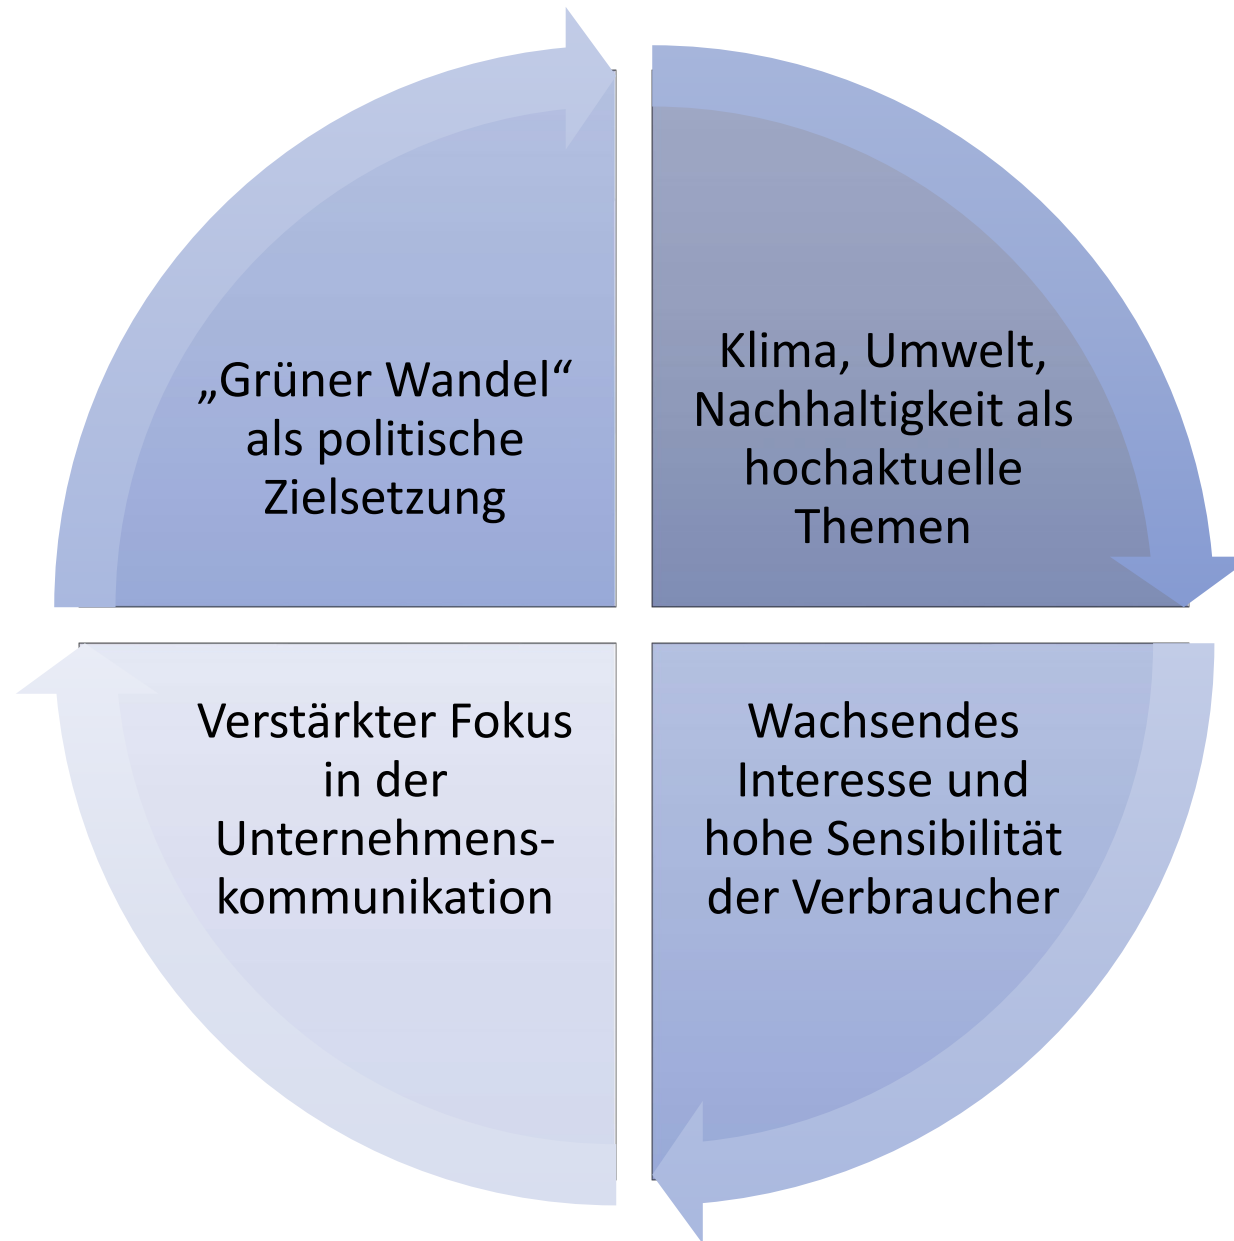 „Grüner Wandel“
als politische
Zielsetzung
Klima, Umwelt,
Nachhaltigkeit als
hochaktuelle
Themen
Verstärkter Fokus
in der
Unternehmens-
kommunikation
Wachsendes
Interesse und
hohe Sensibilität
der Verbraucher